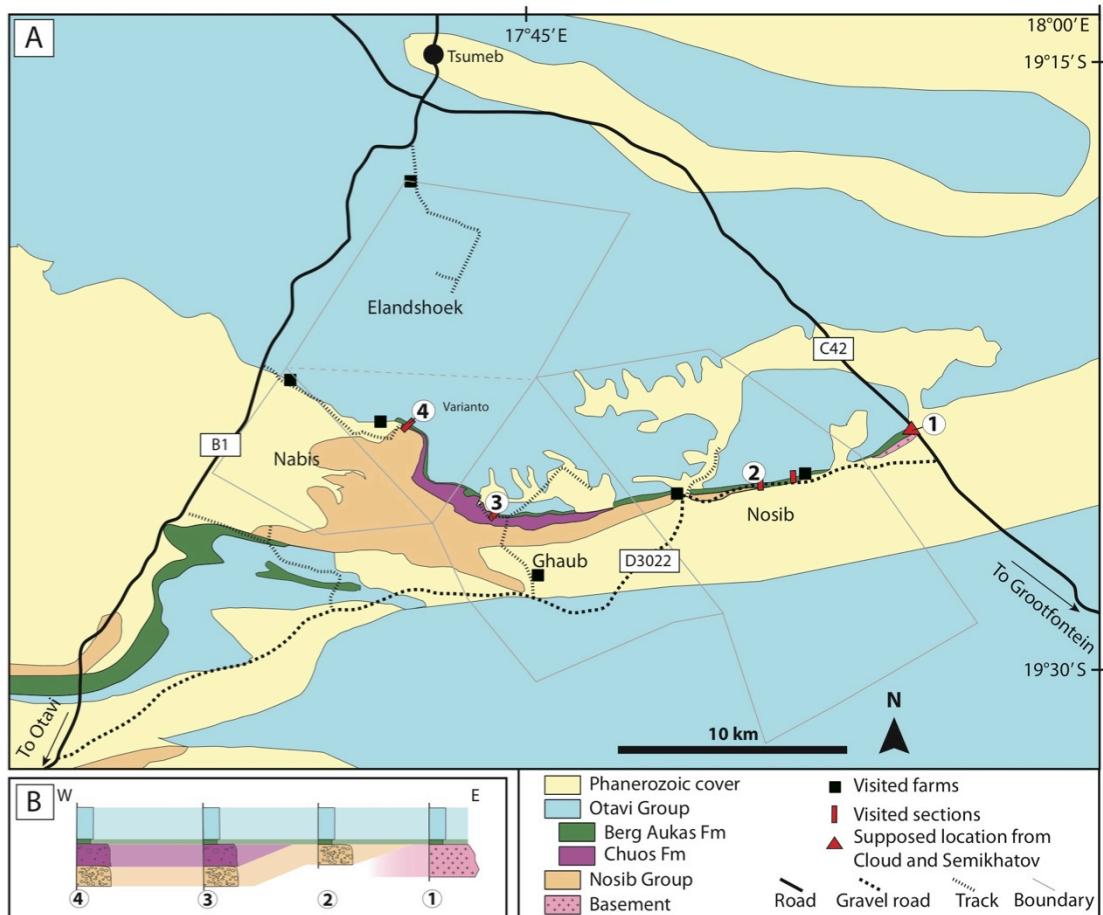 A
17°45′E
18°00′E
19°15′S
Tsumeb
Elandshoek
C42
Varianto
4
1
B1
Nabis
2
3
Nosib
Ghaub
D3022
To Grootfontein
19°30′S
To Otavi
N
10 km
B
W
E
4
3
2
1
Phanerozoic cover
Otavi Group
Berg Aukas Fm
Chuos Fm
Nosib Group
Basement
Visited farms
Visited sections
Supposed location from
Cloud and Semikhatov
Road
Gravel road
Track
Boundary